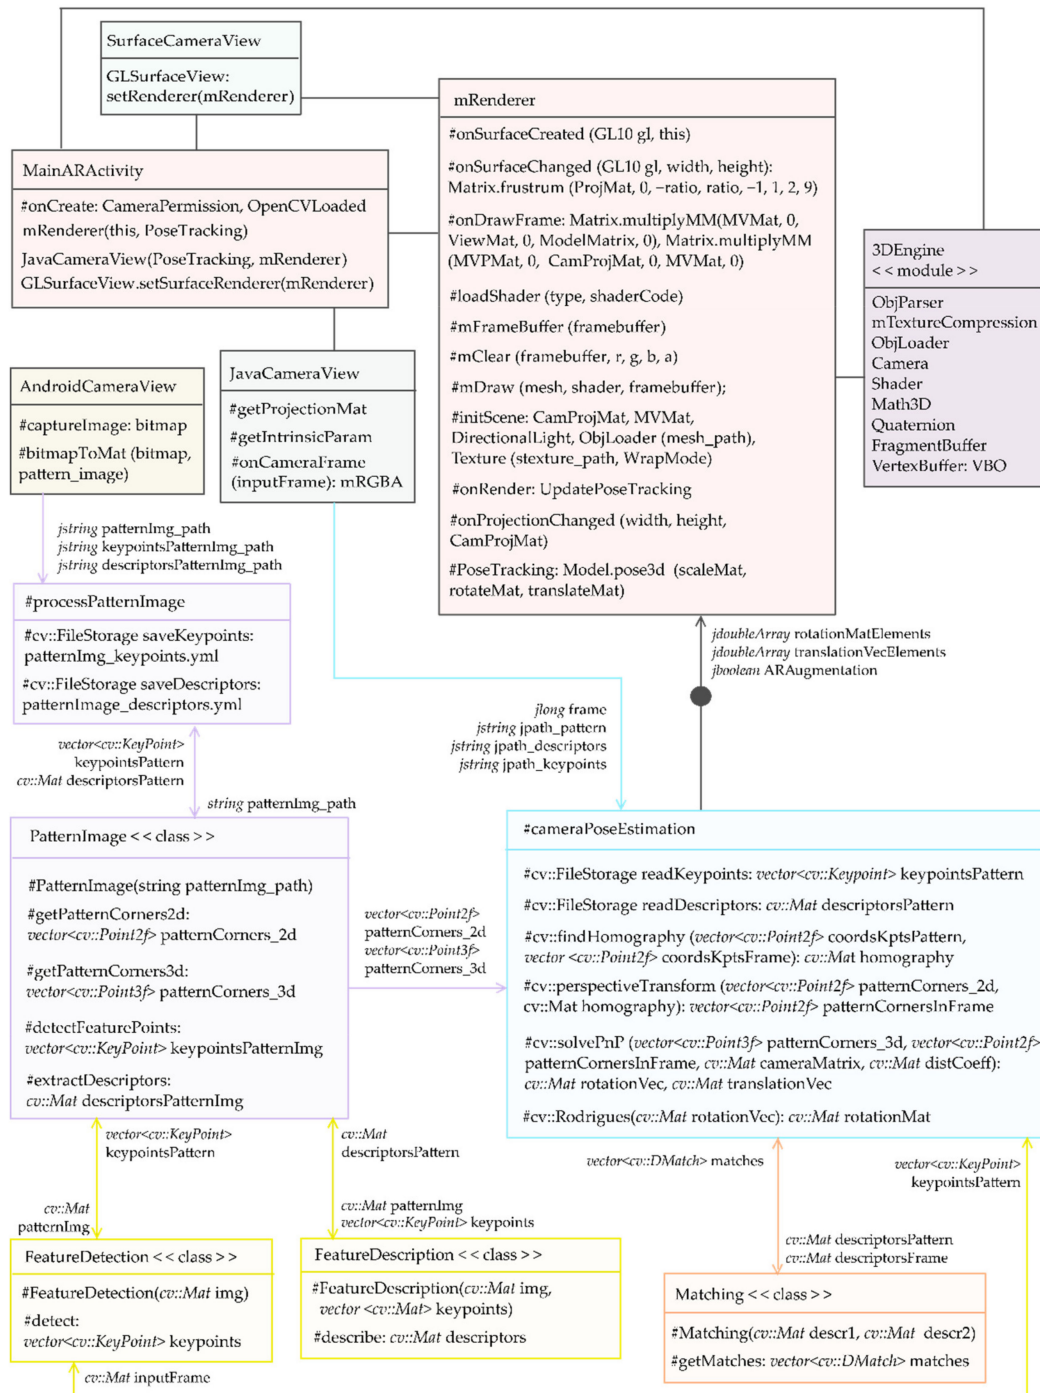 SurfaceCameraView
GLSurfaceView:
setRenderer(mRenderer)
mRenderer
#onSurfaceCreated (GL10 gl, this)
#onSurfaceChanged (GL10 gl, width, height):
Matrix.frustrum (ProjMat, 0, –ratio, ratio, –1, 1, 2, 9)
#onDrawFrame: Matrix.multiplyMM(MVMat, 0,
ViewMat, 0, ModelMatrix, 0), Matrix.multiplyMM
(MVPMat, 0, CamProjMat, 0, MVMat, 0)
#loadShader (type, shaderCode)
#mFrameBuffer (framebuffer)
#mClear (framebuffer, r, g, b, a)
#mDraw (mesh, shader, framebuffer);
#initScene: CamProjMat, MVMat,
DirectionalLight, ObjLoader (mesh_path),
Texture (stexture_path, WrapMode)
#onRender: UpdatePoseTracking
#onProjectionChanged (width, height,
CamProjMat)
#PoseTracking: Model.pose3d (scaleMat,
rotateMat, translateMat)
MainARActivity
#onCreate: CameraPermission, OpenCVLoaded
mRenderer(this, PoseTracking)
JavaCameraView(PoseTracking, mRenderer)
GLSurfaceView.setSurfaceRenderer(mRenderer)
3DEngine
<< module >>
ObjParser
mTextureCompression
ObjLoader
Camera
Shader
Math3D
Quaternion
FragmentBuffer
VertexBuffer: VBO
AndroidCameraView
#captureImage: bitmap
#bitmapToMat (bitmap,
pattern_image)
JavaCameraView
#getProjectionMat
#getIntrinsicParam
#onCameraFrame
(inputFrame): mRGBA
jstring patternImg_path
jstring keypointsPatternImg_path
jstring descriptorsPatternImg_path
#processPatternImage
#cv::FileStorage saveKeypoints:
patternImg_keypoints.yml
#cv::FileStorage saveDescriptors:
patternImage_descriptors.yml
jdoubleArray rotationMatElements
jdoubleArray translationVecElements
jboolean ARAugmentation
jlong frame
jstring jpath_pattern
jstring jpath_descriptors
jstring jpath_keypoints
vector<cv::KeyPoint>
keypointsPattern
cv::Mat descriptorsPattern
string patternImg_path
PatternImage << class >>
#PatternImage(string patternImg_path)
#getPatternCorners2d:
vector<cv::Point2f> patternCorners_2d
#getPatternCorners3d:
vector<cv::Point3f> patternCorners_3d
#detectFeaturePoints:
vector<cv::KeyPoint> keypointsPatternImg
#extractDescriptors:
cv::Mat descriptorsPatternImg
vector<cv::Point2f>
patternCorners_2d
vector<cv::Point3f>
patternCorners_3d
#cameraPoseEstimation
#cv::FileStorage readKeypoints: vector<cv::Keypoint> keypointsPattern
#cv::FileStorage readDescriptors: cv::Mat descriptorsPattern
#cv::findHomography (vector<cv::Point2f> coordsKptsPattern,
vector <cv::Point2f> coordsKptsFrame): cv::Mat homography
#cv::perspectiveTransform (vector<cv::Point2f> patternCorners_2d,
cv::Mat homography): vector<cv::Point2f> patternCornersInFrame
#cv::solvePnP (vector<cv::Point3f> patternCorners_3d, vector<cv::Point2f>
patternCornersInFrame, cv::Mat cameraMatrix, cv::Mat distCoeff):
cv::Mat rotationVec, cv::Mat translationVec
#cv::Rodrigues(cv::Mat rotationVec): cv::Mat rotationMat
vector<cv::KeyPoint>
keypointsPattern
cv::Mat
patternImg
cv::Mat
descriptorsPattern
cv::Mat patternImg
vector<cv::KeyPoint> keypoints
vector<cv::DMatch> matches
cv::Mat descriptorsPattern
cv::Mat descriptorsFrame
vector<cv::KeyPoint>
keypointsPattern
FeatureDetection << class >>
#FeatureDetection(cv::Mat img)
#detect:
vector<cv::KeyPoint> keypoints
FeatureDescription << class >>
#FeatureDescription(cv::Mat img,
vector <cv::Mat> keypoints)
#describe: cv::Mat descriptors
Matching << class >>
#Matching(cv::Mat descr1, cv::Mat descr2)
#getMatches: vector<cv::DMatch> matches
cv::Mat inputFrame